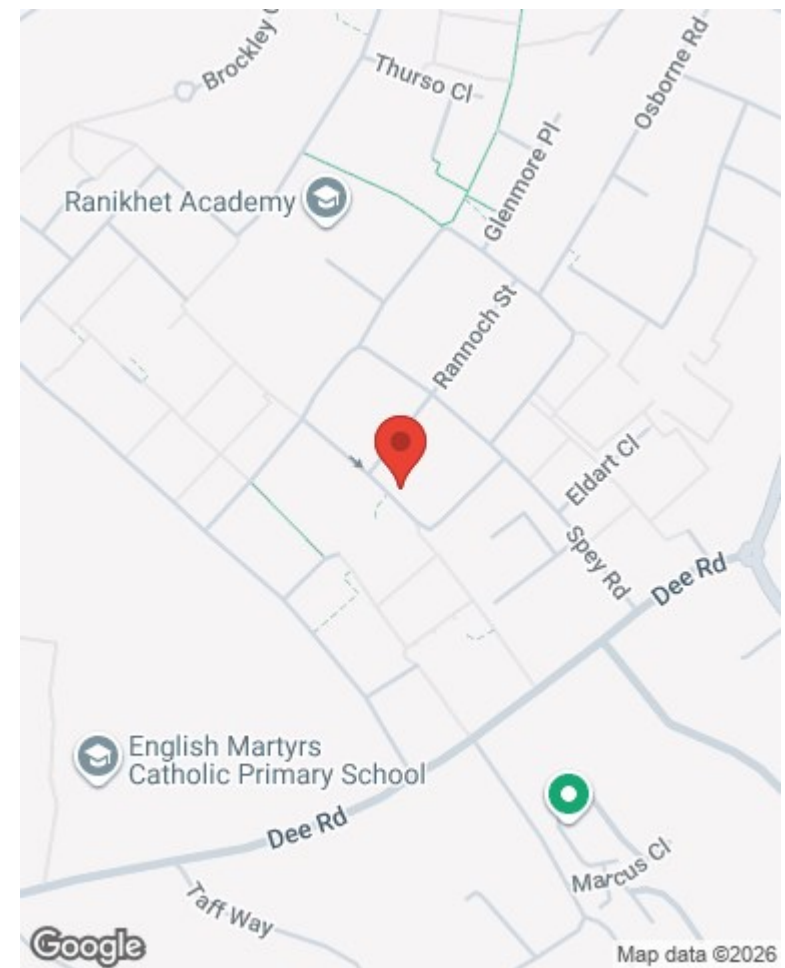 Brockley
Thurso Cl
Osborne Rd
Glenmore Pl
Ranikhet Academy
Rannoch St
Eldart Cl
Spey Rd
Dee Rd
English Martyrs
Catholic Primary School
Dee Rd
Marcus Cl
Taff Way
Google
Map data ©2026